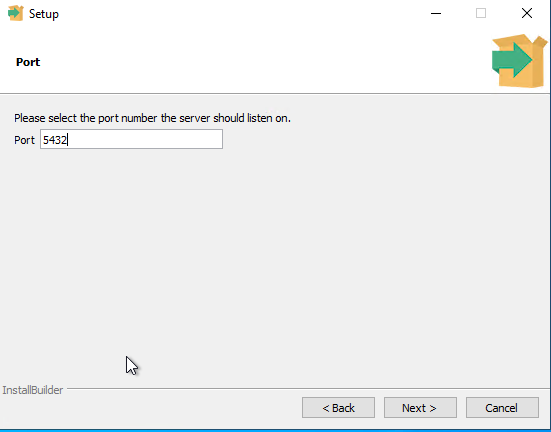 Setup
Port
Please select the port number the server should listen on.
Port 5432
InstallBuilder
< Back Next > Cancel